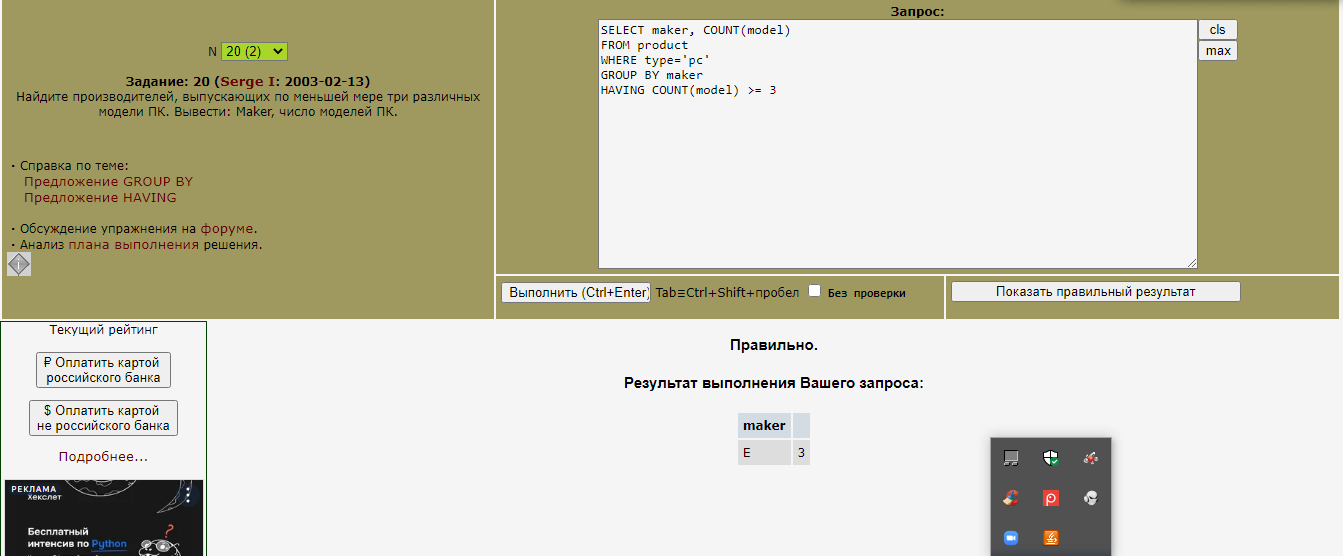 N 20 (2)
Задание: 20 (Serge I: 2003-02-13)
Найдите производителей, выпускающих по меньшей мере три различных
модели ПК. Вывести: Maker, число моделей ПК.
· Справка по теме:
Предложение GROUP BY
Предложение HAVING
· Обсуждение упражнения на форуме.
· Анализ плана выполнения решения.
i
Запрос:
SELECT maker, COUNT(model)
FROM product
WHERE type='pc'
GROUP BY maker
HAVING COUNT(model) >= 3
cls
max
Выполнить (Ctrl+Enter) Tab≡Ctrl+Shift+пробел Без проверки
Показать правильный результат
Текущий рейтинг
₽ Оплатить картой
российского банка
$ Оплатить картой
не российского банка
Подробнее...
РЕКЛАМА
Хекслет
Бесплатный
интенсив по Python
Правильно.
Результат выполнения Вашего запроса:
maker
E 3